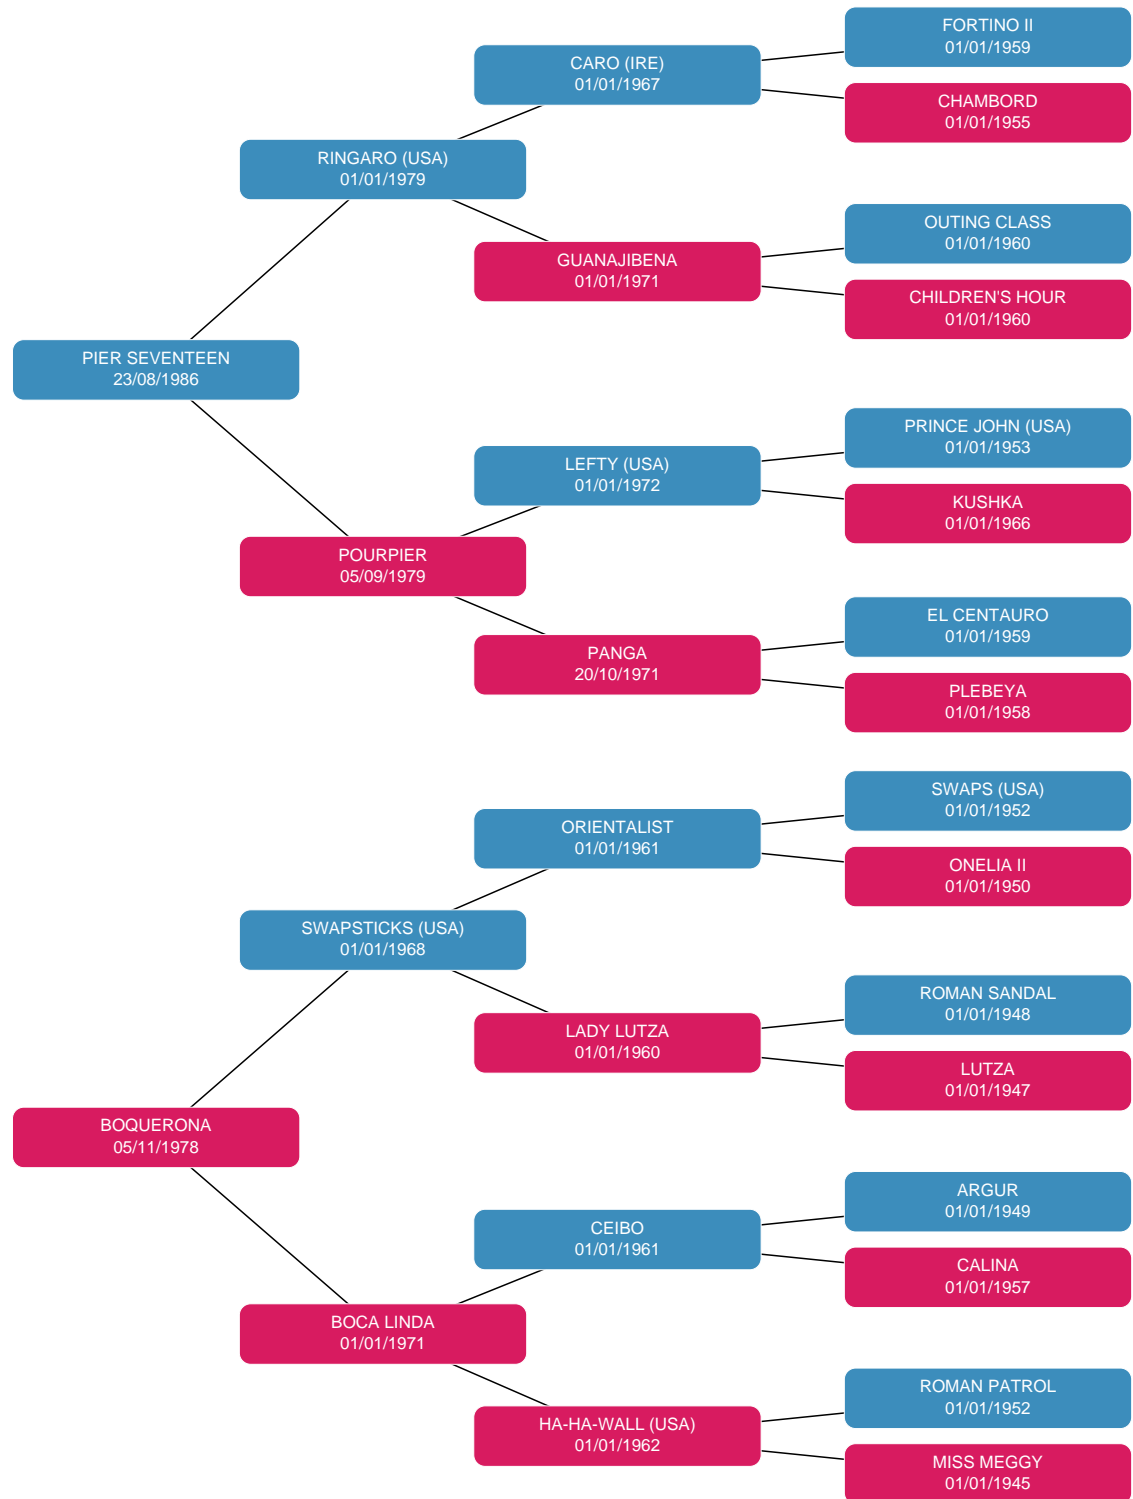 FORTINO II
01/01/1959
CARO (IRE)
01/01/1967
CHAMBORD
01/01/1955
RINGARO (USA)
01/01/1979
OUTING CLASS
01/01/1960
GUANAJIBENA
01/01/1971
CHILDREN'S HOUR
01/01/1960
PIER SEVENTEEN
23/08/1986
PRINCE JOHN (USA)
01/01/1953
LEFTY (USA)
01/01/1972
KUSHKA
01/01/1966
POURPIER
05/09/1979
EL CENTAURO
01/01/1959
PANGA
20/10/1971
PLEBEYA
01/01/1958
SWAPS (USA)
01/01/1952
ORIENTALIST
01/01/1961
ONELIA II
01/01/1950
SWAPSTICKS (USA)
01/01/1968
ROMAN SANDAL
01/01/1948
LADY LUTZA
01/01/1960
LUTZA
01/01/1947
BOQUERONA
05/11/1978
ARGUR
01/01/1949
CEIBO
01/01/1961
CALINA
01/01/1957
BOCA LINDA
01/01/1971
ROMAN PATROL
01/01/1952
HA-HA-WALL (USA)
01/01/1962
MISS MEGGY
01/01/1945